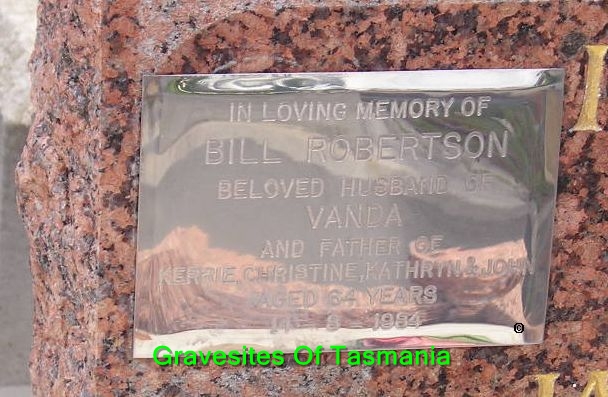 IN LOVING MEMORY OF
BILL ROBERTSON
BELOVED HUSBAND OF
VANDA
AND FATHER OF
KERRIE, CHRISTINE, KATHRYN & JOHN
AGED 64 YEARS
8 - 1984
Gravesites Of Tasmania
©